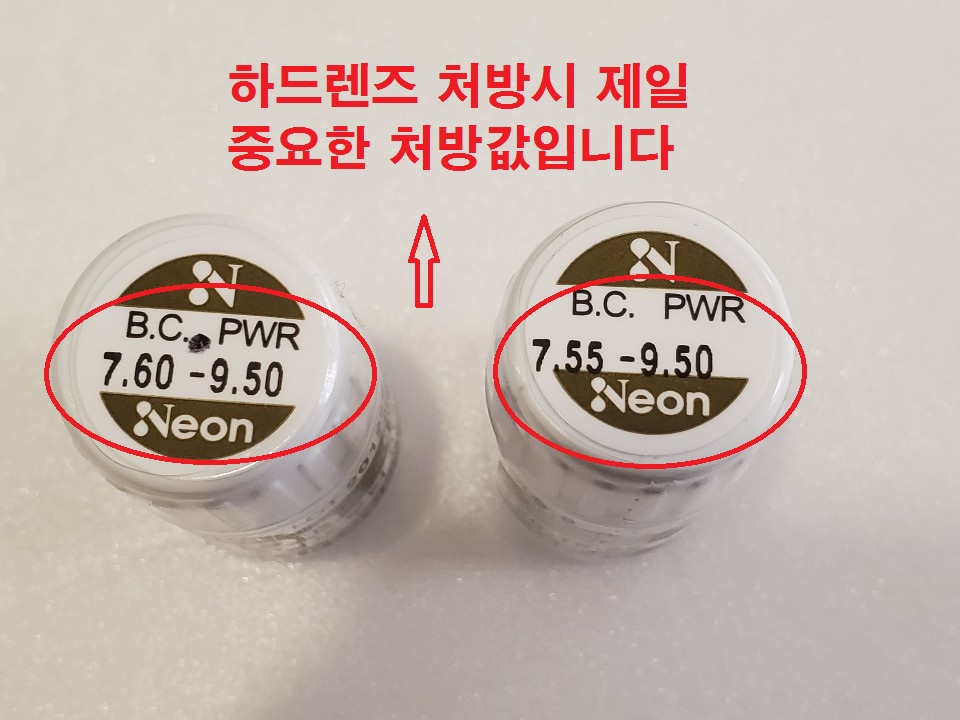 하드렌즈 처방시 제일
중요한 처방값입니다
N
B.C. PWR
7.60 -9.50
Neon
N
B.C. PWR
7.55 -9.50
Neon